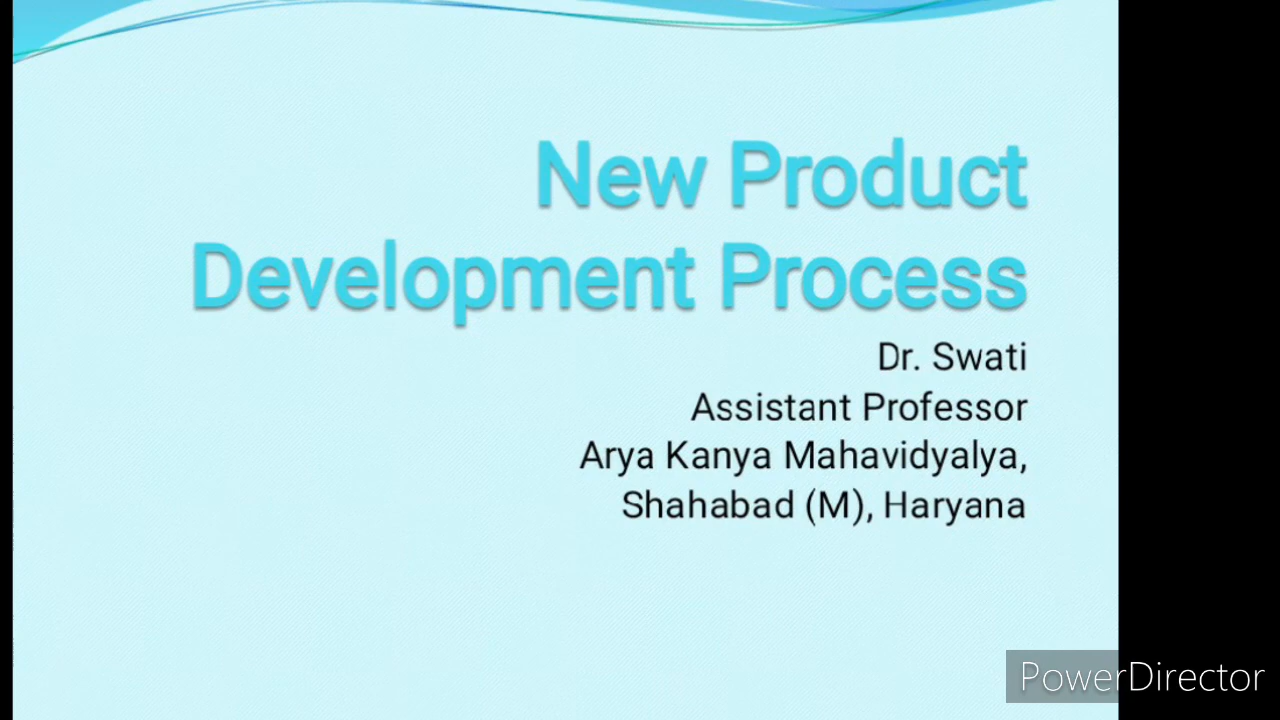 New Product
Development Process
Dr. Swati
Assistant Professor
Arya Kanya Mahavidyalya,
Shahabad (M), Haryana
PowerDirector